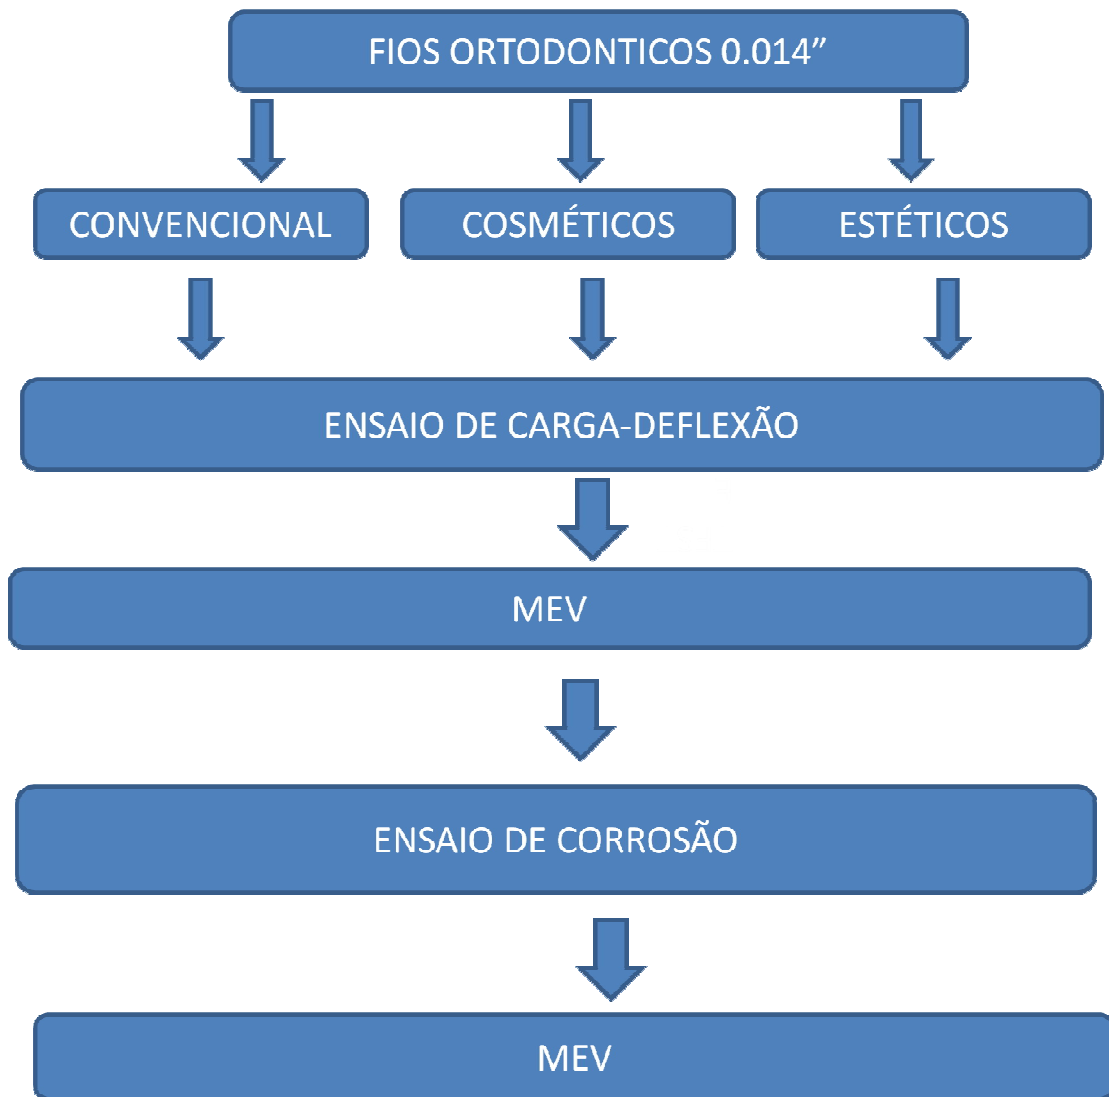 FIOS ORTODONTICOS 0.014”
CONVENCIONAL
COSMÉTICOS
ESTÉTICOS
ENSAIO DE CARGA-DEFLEXÃO
MEV
ENSAIO DE CORROSÃO
MEV